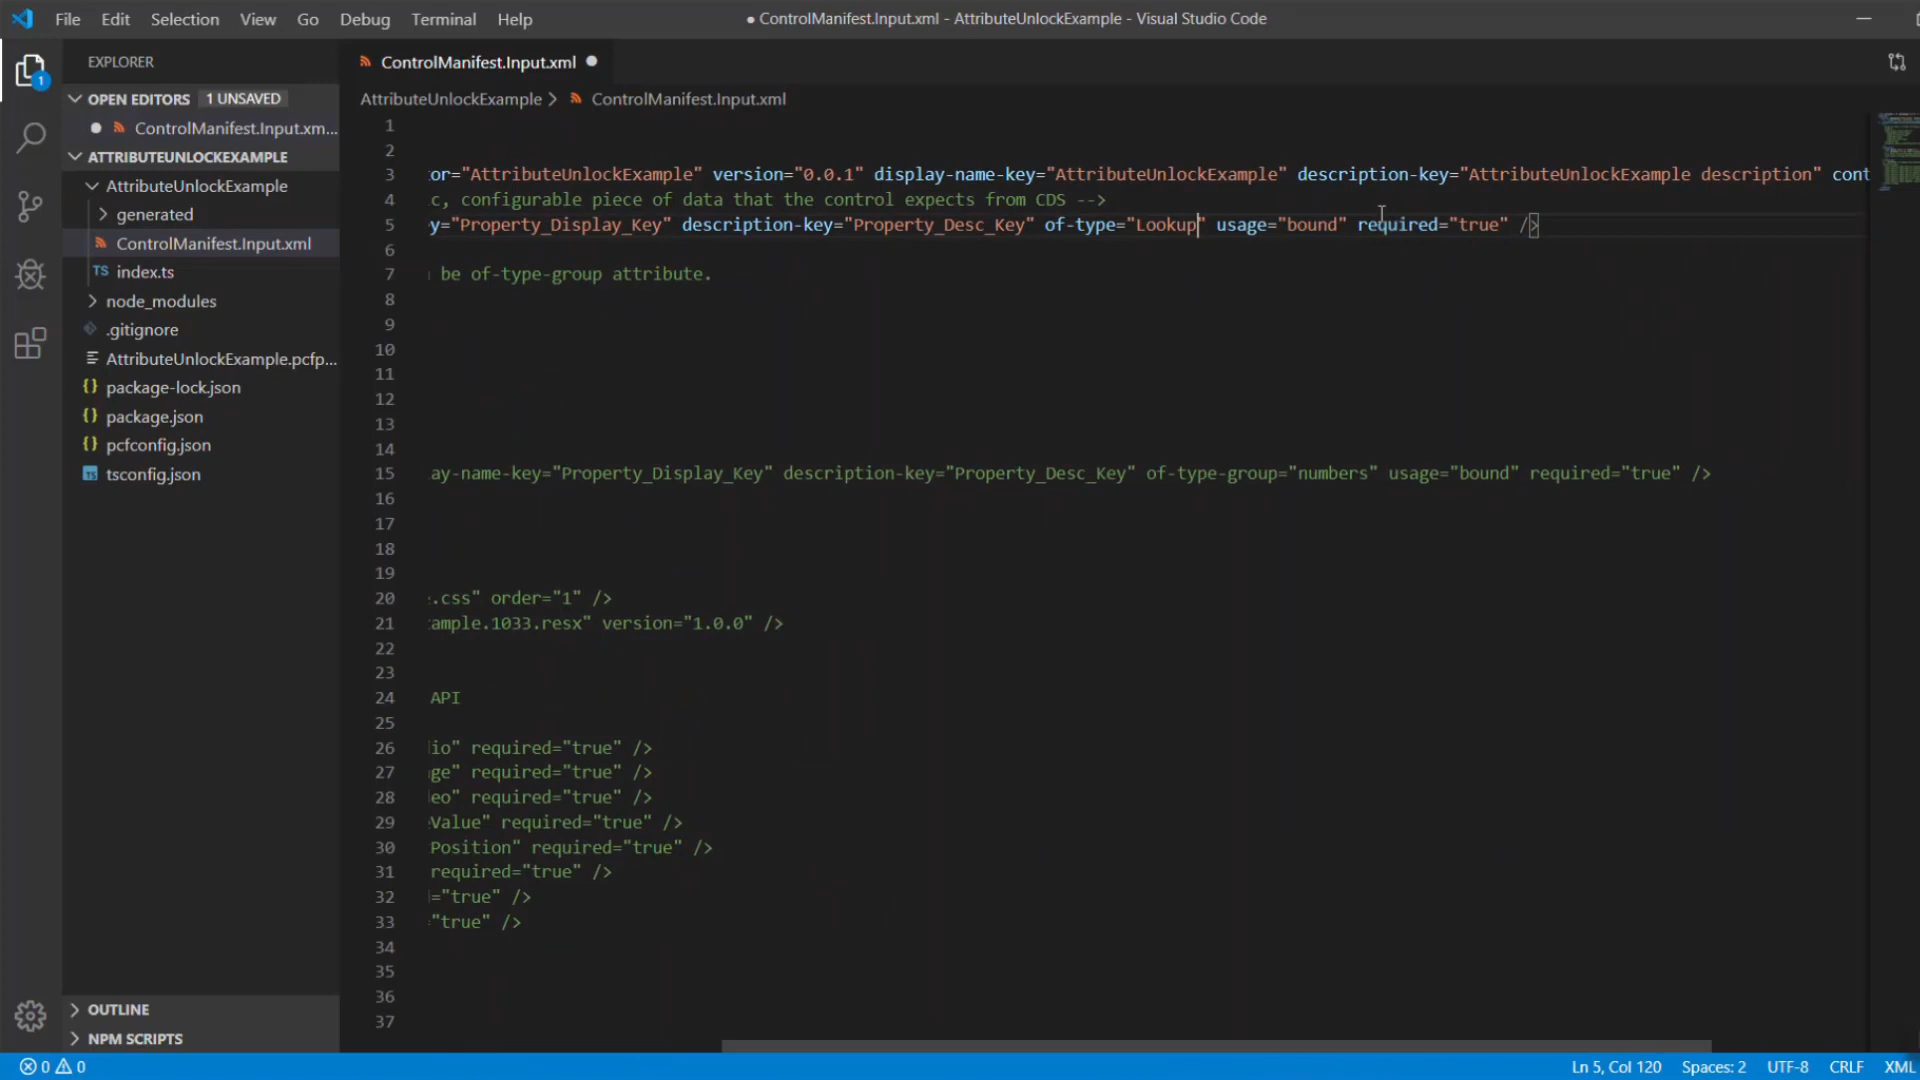 File Edit Selection View Go Debug Terminal Help
● ControlManifest.Input.xml - AttributeUnlockExample - Visual Studio Code
EXPLORER
OPEN EDITORS 1 UNSAVED
ControlManifest.Input.xm...
ATTRIBUTEUNLOCKEXAMPLE
AttributeUnlockExample
generated
ControlManifest.Input.xml
TS index.ts
node_modules
.gitignore
AttributeUnlockExample.pcfp...
{} package-lock.json
{} package.json
{} pcfconfig.json
tsconfig.json
OUTLINE
NPM SCRIPTS
1
ControlManifest.Input.xml
AttributeUnlockExample > ControlManifest.Input.xml
1
2
3 or="AttributeUnlockExample" version="0.0.1" display-name-key="AttributeUnlockExample" description-key="AttributeUnlockExample description" cont
4 c, configurable piece of data that the control expects from CDS -->
5 y="Property_Display_Key" description-key="Property_Desc_Key" of-type="Lookup" usage="bound" required="true" />
6
7 be of-type-group attribute.
8
9
10
11
12
13
14
15 ay-name-key="Property_Display_Key" description-key="Property_Desc_Key" of-type-group="numbers" usage="bound" required="true" />
16
17
18
19
20 .css" order="1" />
21 ample.1033.resx" version="1.0.0" />
22
23
24 API
25
26 io" required="true" />
27 ge" required="true" />
28 eo" required="true" />
29 Value" required="true" />
30 Position" required="true" />
31 required="true" />
32 ="true" />
33 "true" />
34
35
36
37
0 0
Ln 5, Col 120 Spaces: 2 UTF-8 CRLF XML